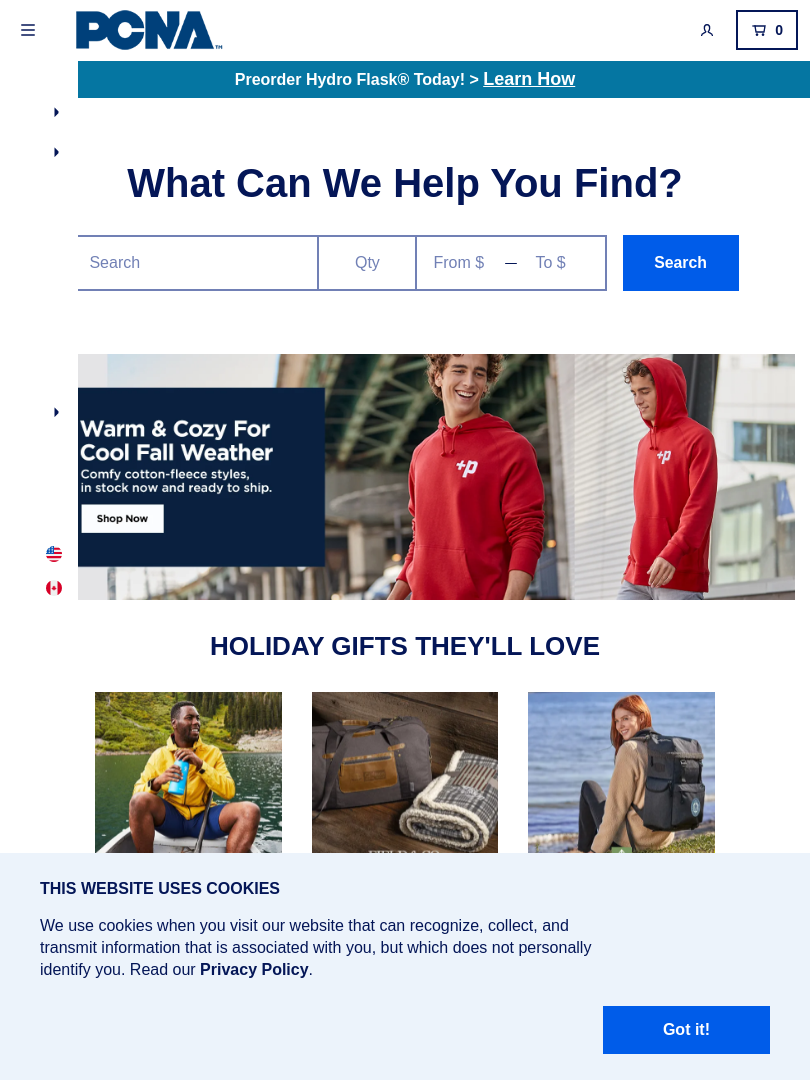 PCNA™
0
Preorder Hydro Flask® Today! > Learn How
What Can We Help You Find?
Search
Qty
From $
—
To $
Search
Warm & Cozy For
Cool Fall Weather
Comfy cotton-fleece styles,
in stock now and ready to ship.
Shop Now
+p
+p
HOLIDAY GIFTS THEY'LL LOVE
THIS WEBSITE USES COOKIES
We use cookies when you visit our website that can recognize, collect, and
transmit information that is associated with you, but which does not personally
identify you. Read our Privacy Policy.
Got it!